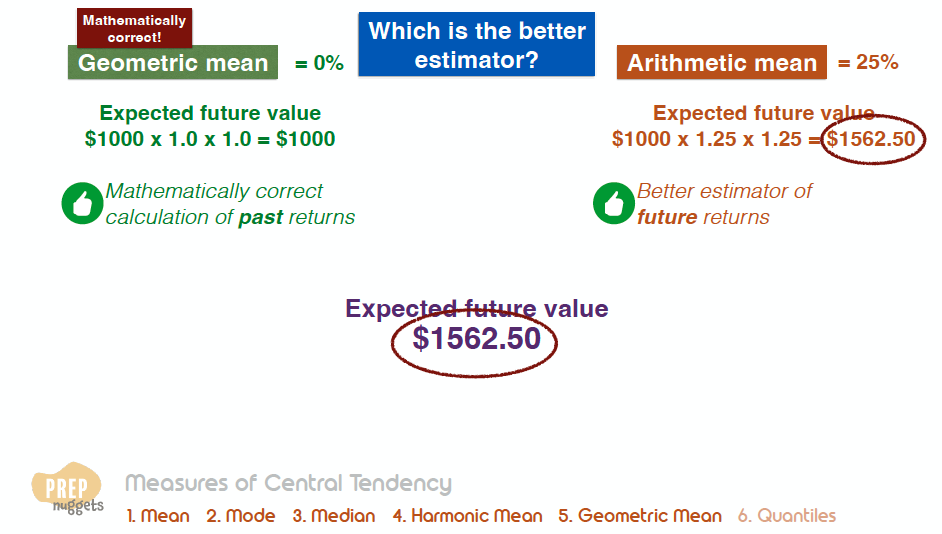 Mathematically
correct!
Geometric mean = 0%
Which is the better
estimator?
Arithmetic mean = 25%
Expected future value
$1000 x 1.0 x 1.0 = $1000
Expected future value
$1000 x 1.25 x 1.25 = $1562.50
Mathematically correct
calculation of past returns
Better estimator of
future returns
Expected future value
$1562.50
PREP
nuggets
Measures of Central Tendency
1. Mean 2. Mode 3. Median 4. Harmonic Mean 5. Geometric Mean 6. Quantiles